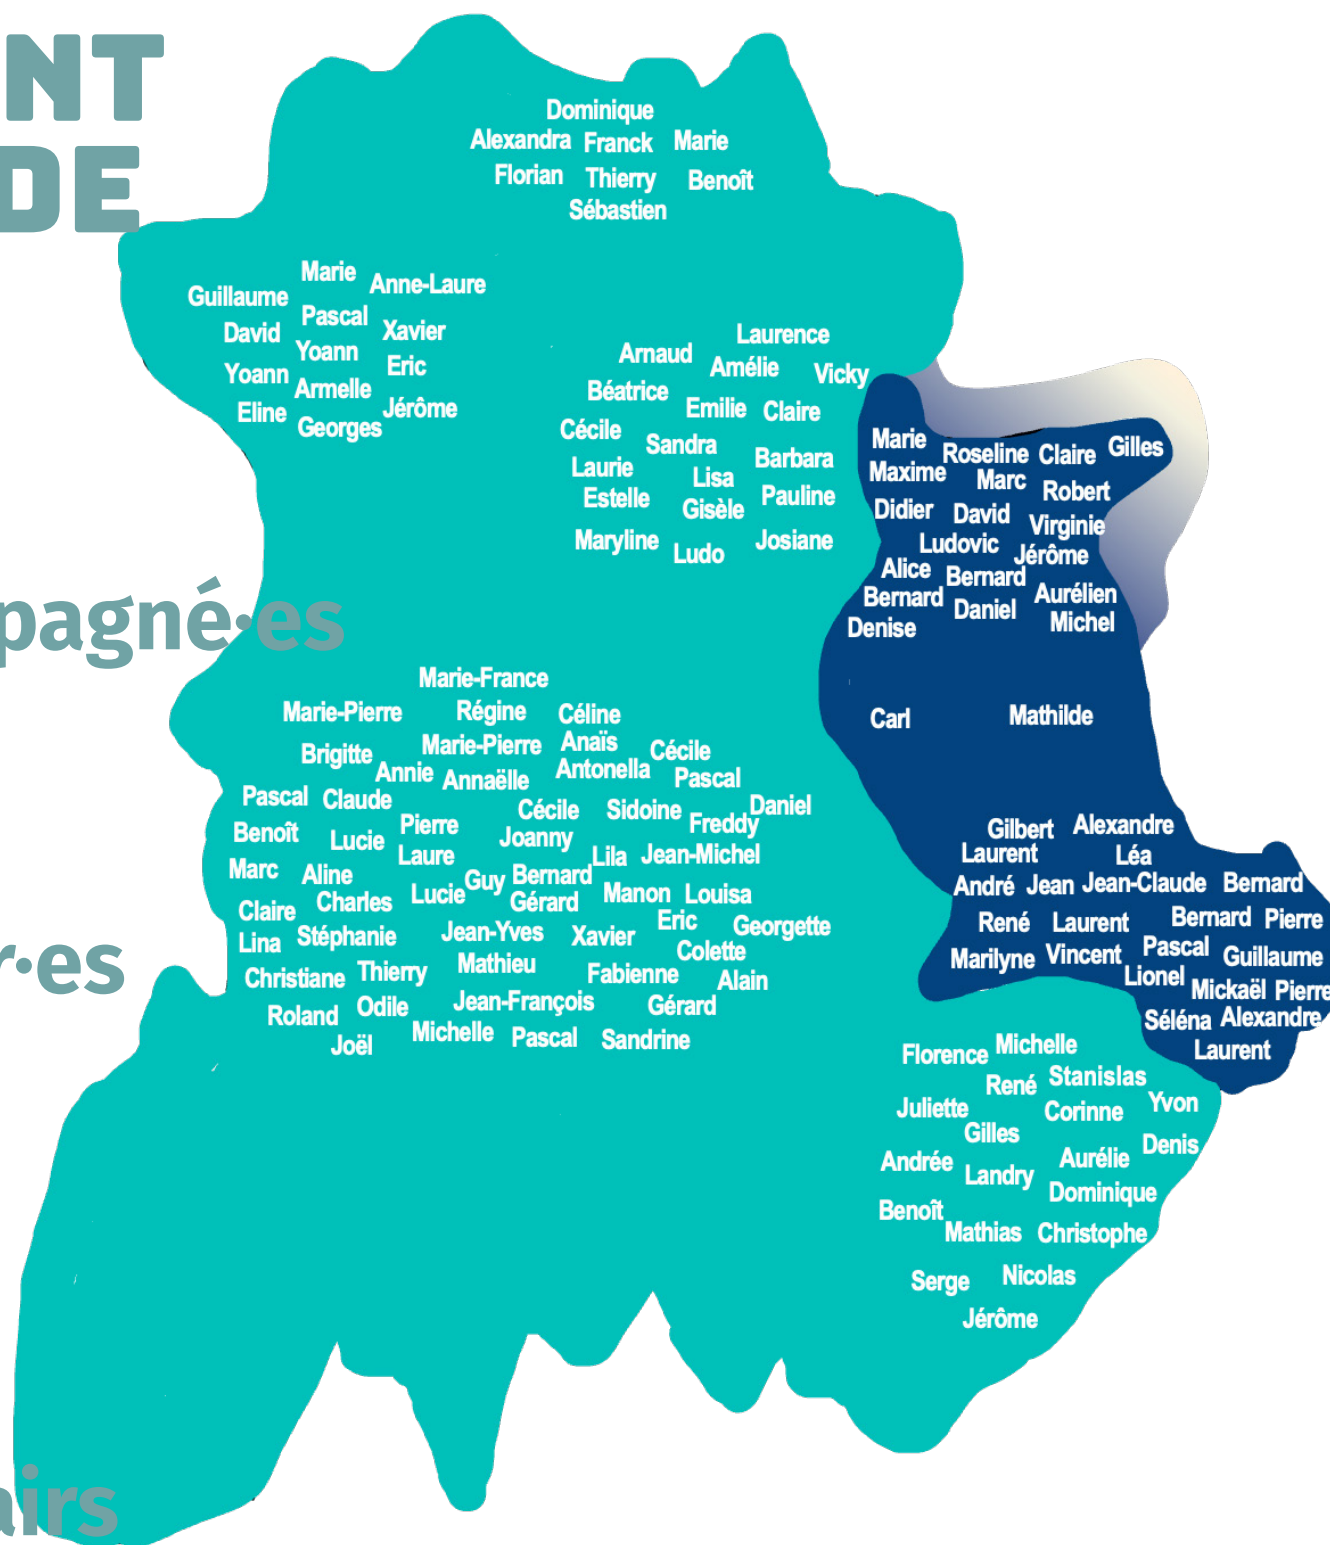 NT
DE
Dominique
Alexandra Franck Marie
Florian Thierry Benoît
Sébastien
Marie Anne-Laure
Guillaume
Pascal
David Xavier
Yoann
Yoann Eric
Armelle
Eline Jérôme
Georges
Laurence
Arnaud Amélie Vicky
Béatrice
Emilie Claire
Cécile
Sandra Barbara
Laurie Lisa
Estelle Gisèle Pauline
Maryline Ludo Josiane
Marie Roseline Claire Gilles
Maxime Marc Robert
Didier David Virginie
Ludovic Jérôme
Alice Bernard
Bernard Daniel Aurélien
Denise Michel
Carl Mathilde
pagné·es
Marie-France
Marie-Pierre Régine Céline
Brigitte Marie-Pierre Anaïs Cécile
Annie Annaëlle Antonella Pascal
Pascal Claude Cécile Sidoine Daniel
Benoît Lucie Pierre Joanny Freddy
Marc Aline Laure Lila Jean-Michel
Claire Charles Lucie Guy Bernard Manon Louisa
Gérard
Lina Stéphanie Jean-Yves Xavier Eric Georgette
Colette
Christiane Thierry Mathieu Fabienne Alain
Roland Odile Jean-François Gérard
Joël Michelle Pascal Sandrine
Gilbert Alexandre
Laurent Léa
André Jean Jean-Claude Bernard
René Laurent Bernard Pierre
Marilyne Vincent Pascal Guillaume
Lionel Mickaël Pierre
Séléna Alexandre
Laurent
r·es
Florence Michelle
René Stanislas
Juliette Corinne Yvon
Gilles Denis
Andrée Landry Aurélie
Dominique
Benoît Mathias Christophe
Serge Nicolas
Jérôme
airs